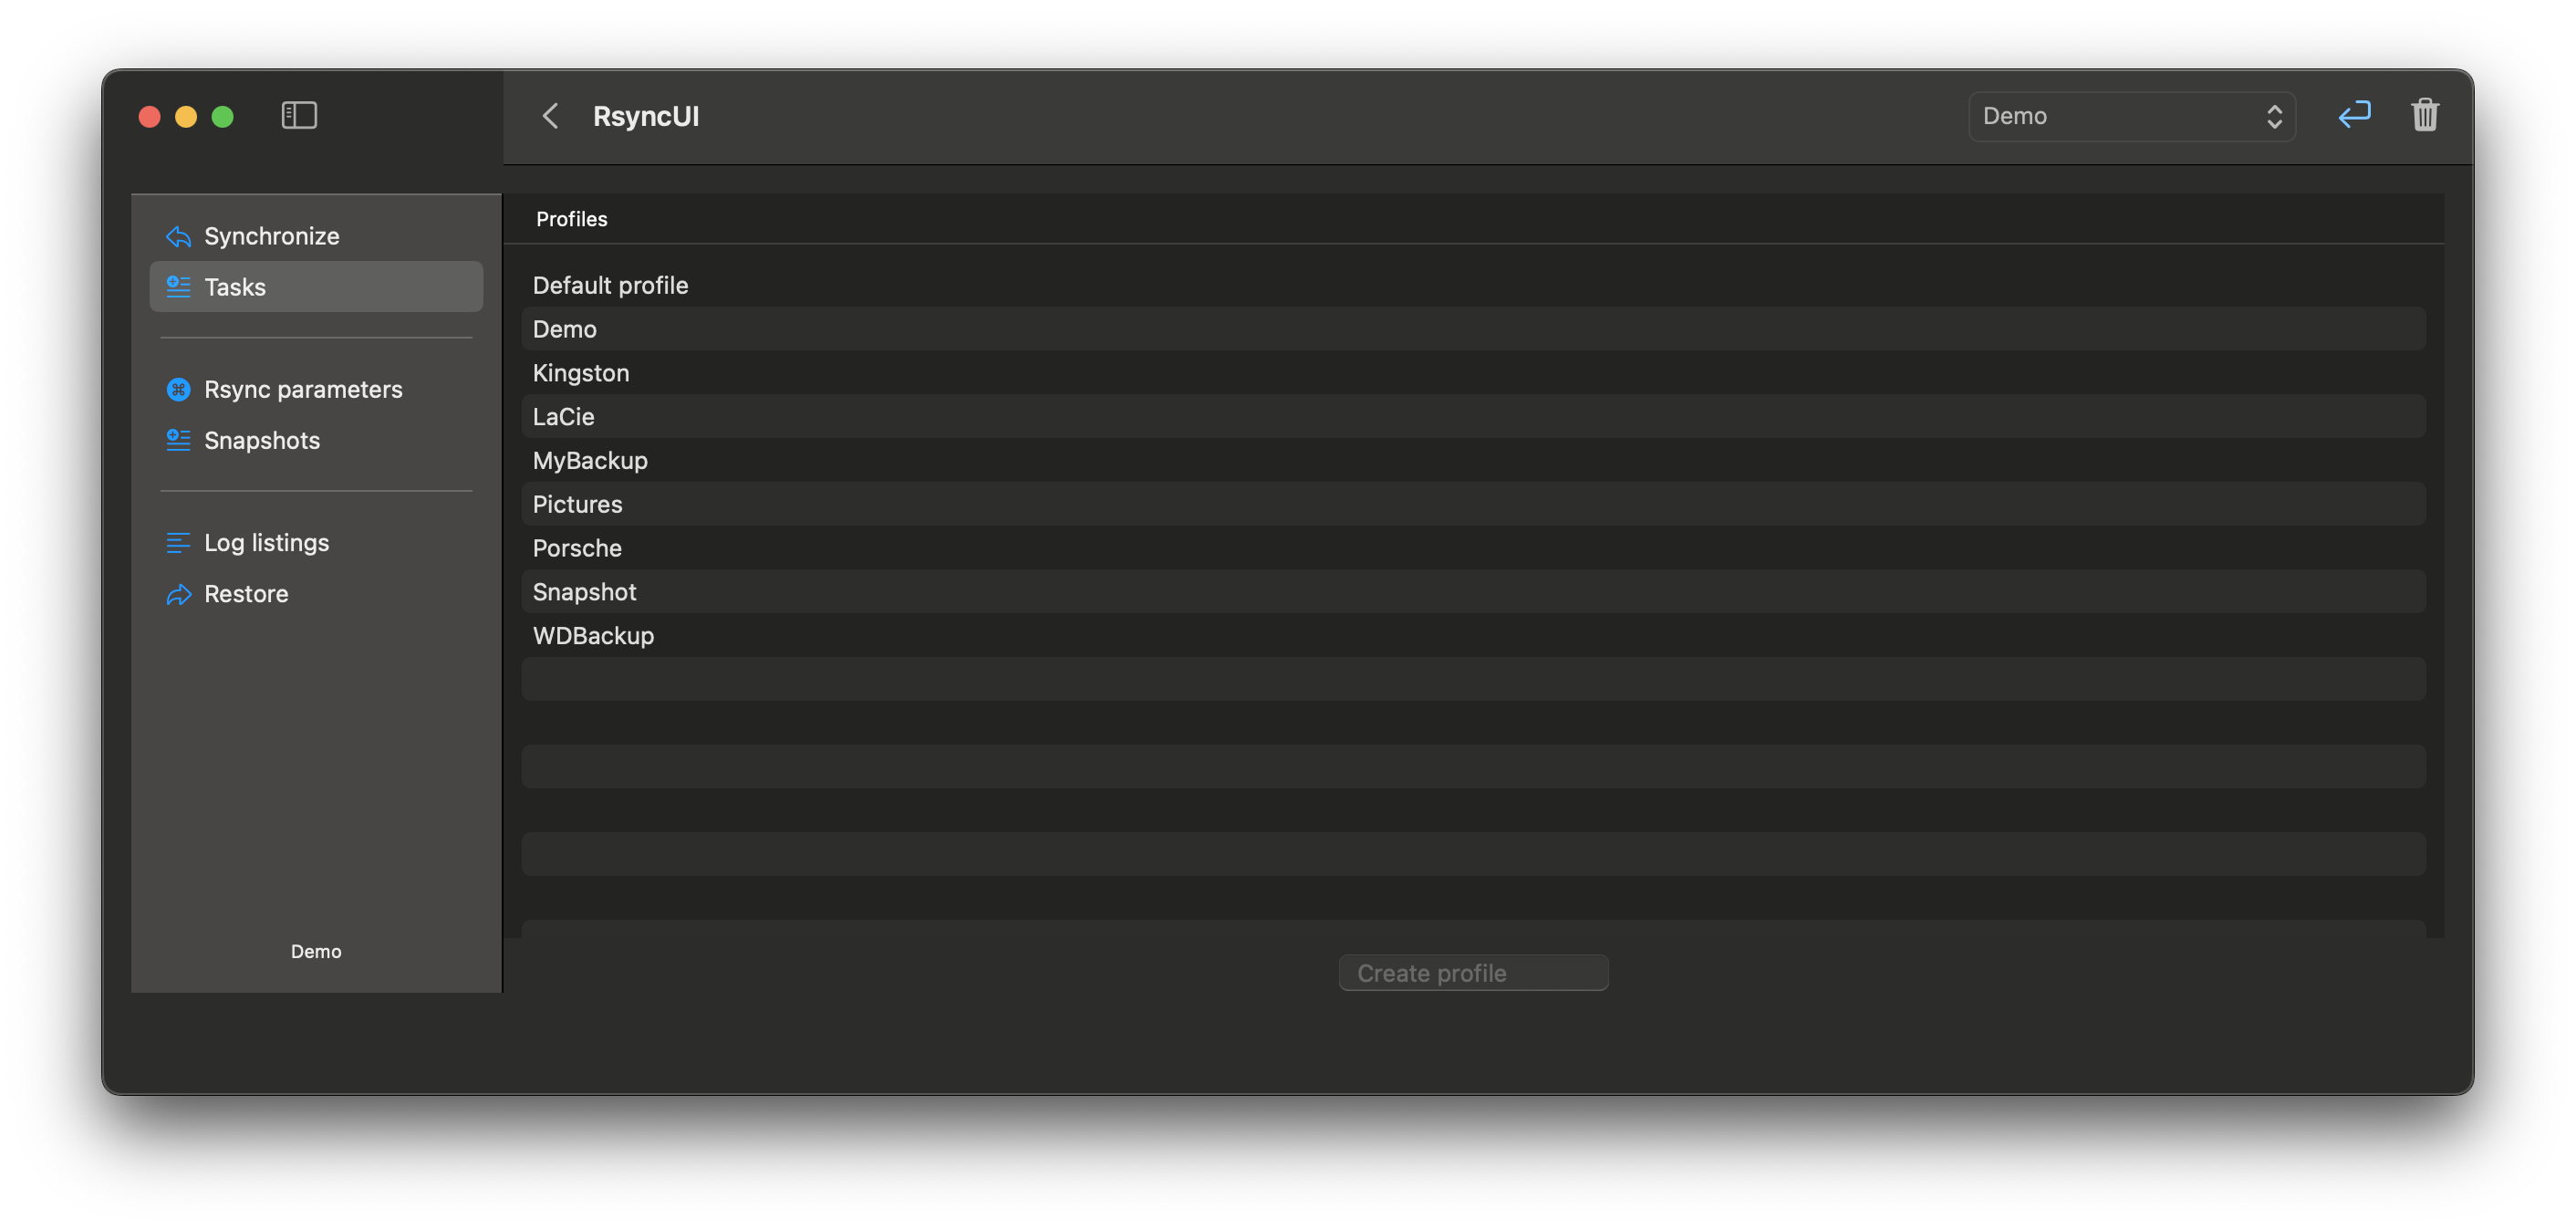 RsyncUI
Demo
Synchronize
Tasks
Rsync parameters
Snapshots
Log listings
Restore
Demo
Profiles
Default profile
Demo
Kingston
LaCie
MyBackup
Pictures
Porsche
Snapshot
WDBackup
Create profile